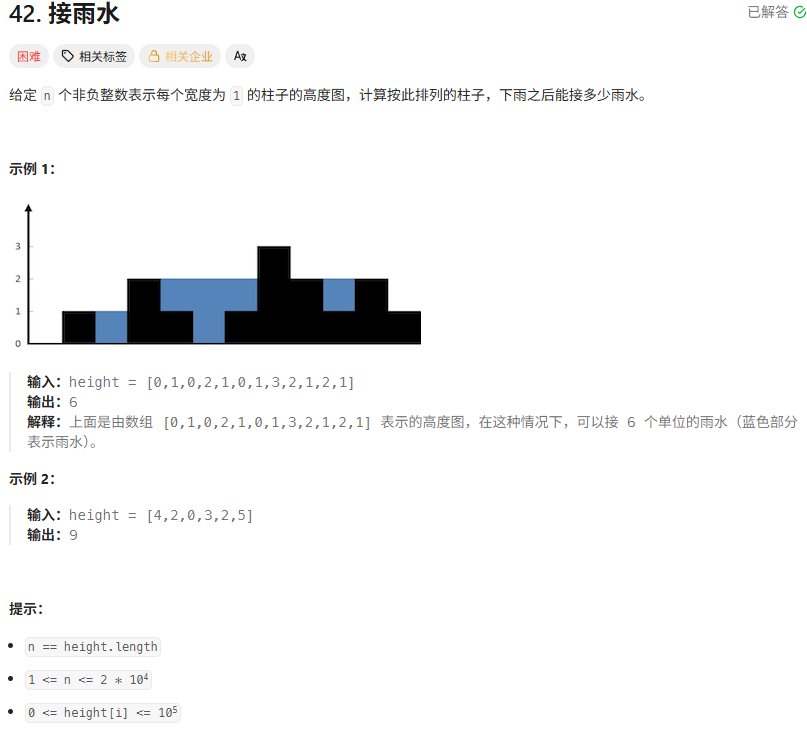 42. 接雨水
已解答
困难 相关标签 相关企业 Az
给定 n 个非负整数表示每个宽度为 1 的柱子的高度图，计算按此排列的柱子，下雨之后能接多少雨水。
示例 1：
3
2
1
0
输入：height = [0,1,0,2,1,0,1,3,2,1,2,1]
输出：6
解释：上面是由数组 [0,1,0,2,1,0,1,3,2,1,2,1] 表示的高度图，在这种情况下，可以接 6 个单位的雨水（蓝色部分
表示雨水）。
示例 2：
输入：height = [4,2,0,3,2,5]
输出：9
提示：
n == height.length
1 <= n <= 2 * 10⁴
0 <= height[i] <= 10⁵